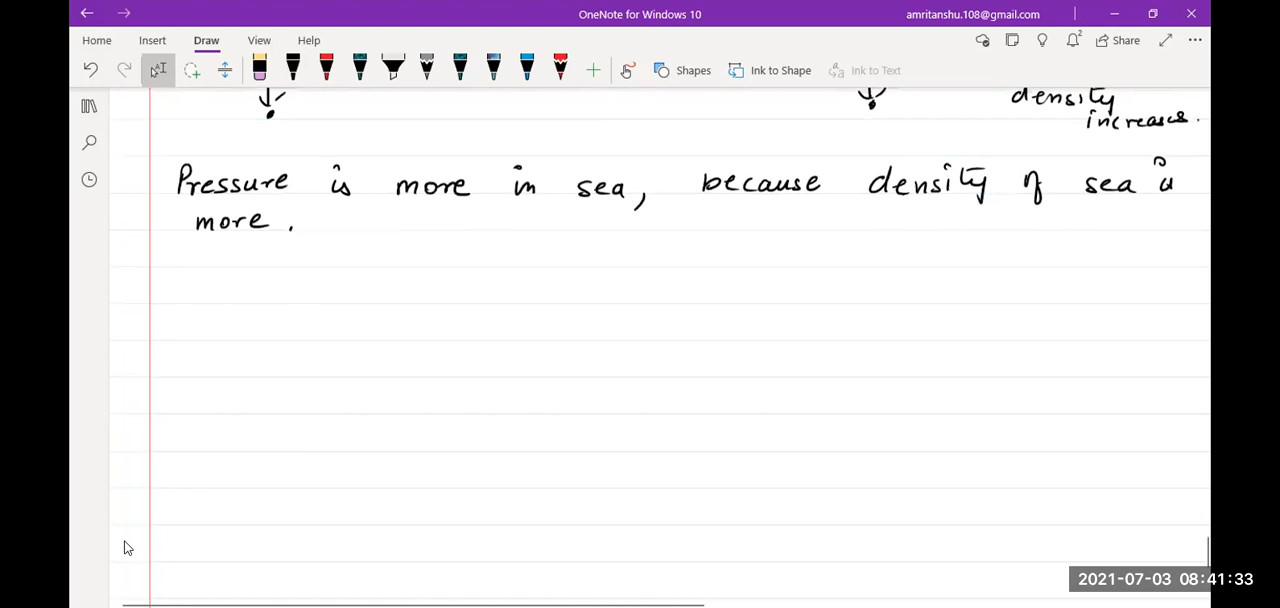 OneNote for Windows 10
amritanshu.108@gmail.com
Home Insert Draw View Help
2
Share
Shapes
Ink to Shape
Ink to Text
density
increases.
Pressure is more in sea, because density of sea is
more.
2021-07-03 08:41:33